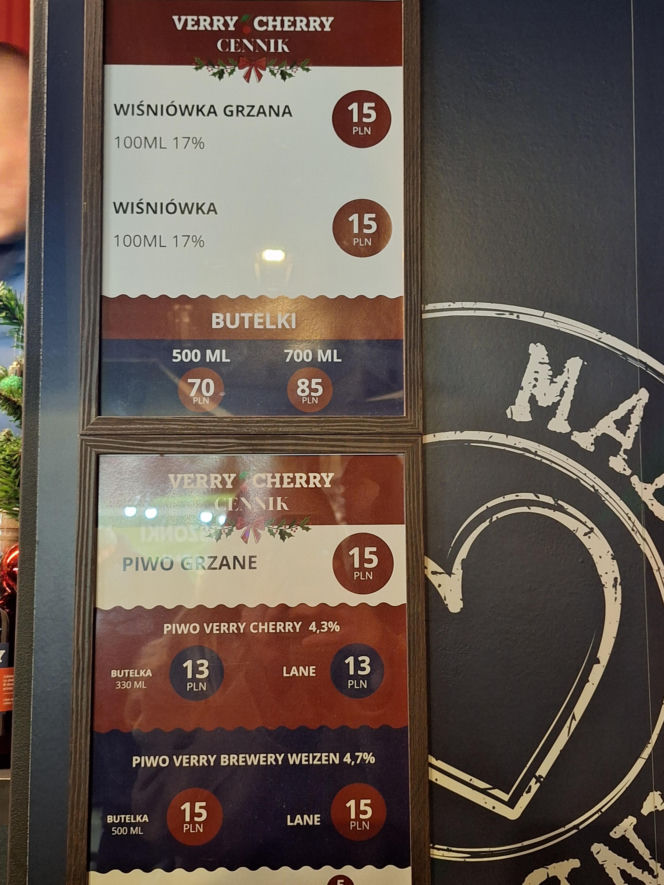 VERRY CHERRY
CENNIK
WIŚNIÓWKA GRZANA
15
PLN
100ML 17%
WIŚNIÓWKA
15
PLN
100ML 17%
BUTELKI
500 ML 700 ML
70 85
PLN PLN
VERRY CHERRY
CENNIK
PIWO GRZANE
15
PLN
PIWO VERRY CHERRY 4,3%
BUTELKA
330 ML
13
PLN
LANE
13
PLN
PIWO VERRY BREWERY WEIZEN 4,7%
BUTELKA
500 ML
15
PLN
LANE
15
PLN
MA